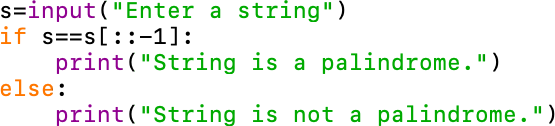 s=input("Enter a string")
if s==s[::-1]:
    print("String is a palindrome.")
else:
    print("String is not a palindrome.")